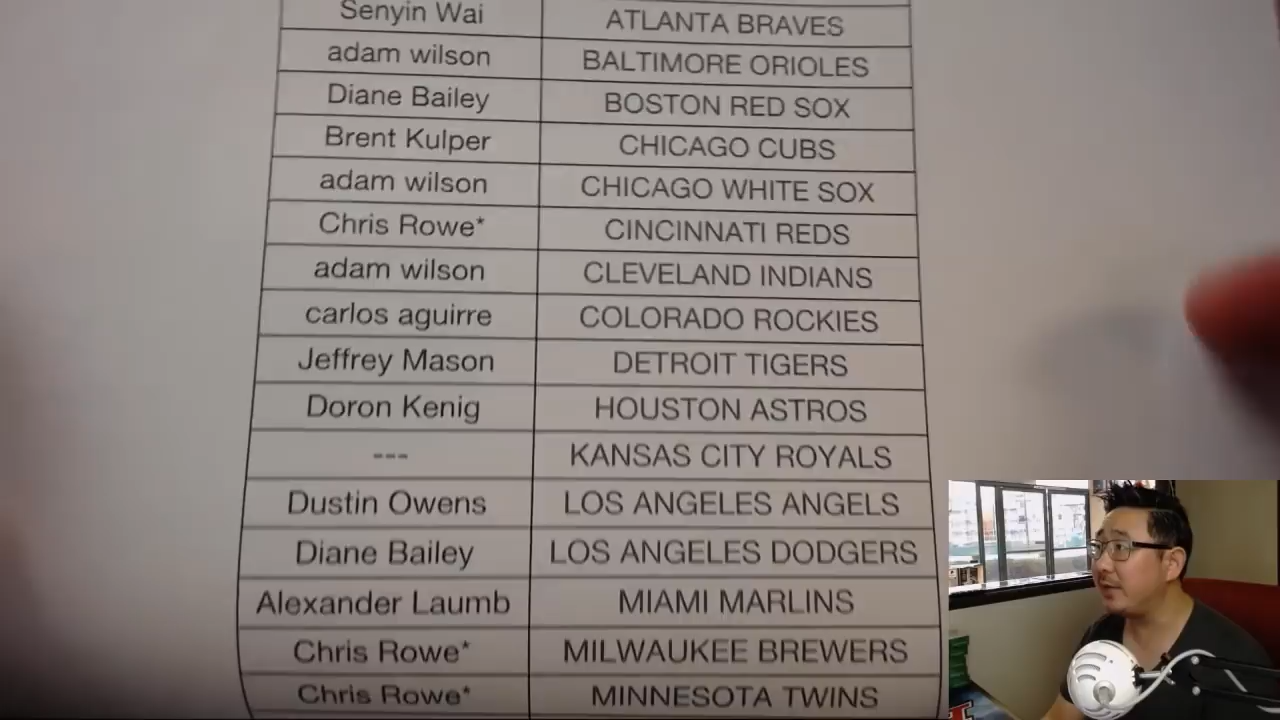 Senyin Wai ATLANTA BRAVES
adam wilson BALTIMORE ORIOLES
Diane Bailey BOSTON RED SOX
Brent Kulper CHICAGO CUBS
adam wilson CHICAGO WHITE SOX
Chris Rowe* CINCINNATI REDS
adam wilson CLEVELAND INDIANS
carlos aguirre COLORADO ROCKIES
Jeffrey Mason DETROIT TIGERS
Doron Kenig HOUSTON ASTROS
--- KANSAS CITY ROYALS
Dustin Owens LOS ANGELES ANGELS
Diane Bailey LOS ANGELES DODGERS
Alexander Laumb MIAMI MARLINS
Chris Rowe* MILWAUKEE BREWERS
Chris Rowe* MINNESOTA TWINS